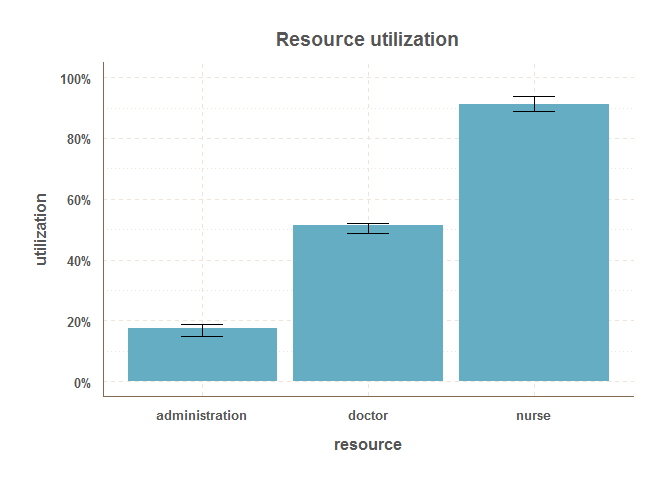 Resource utilization
100%
80%
60%
40%
20%
0%
utilization
administration
doctor
nurse
resource